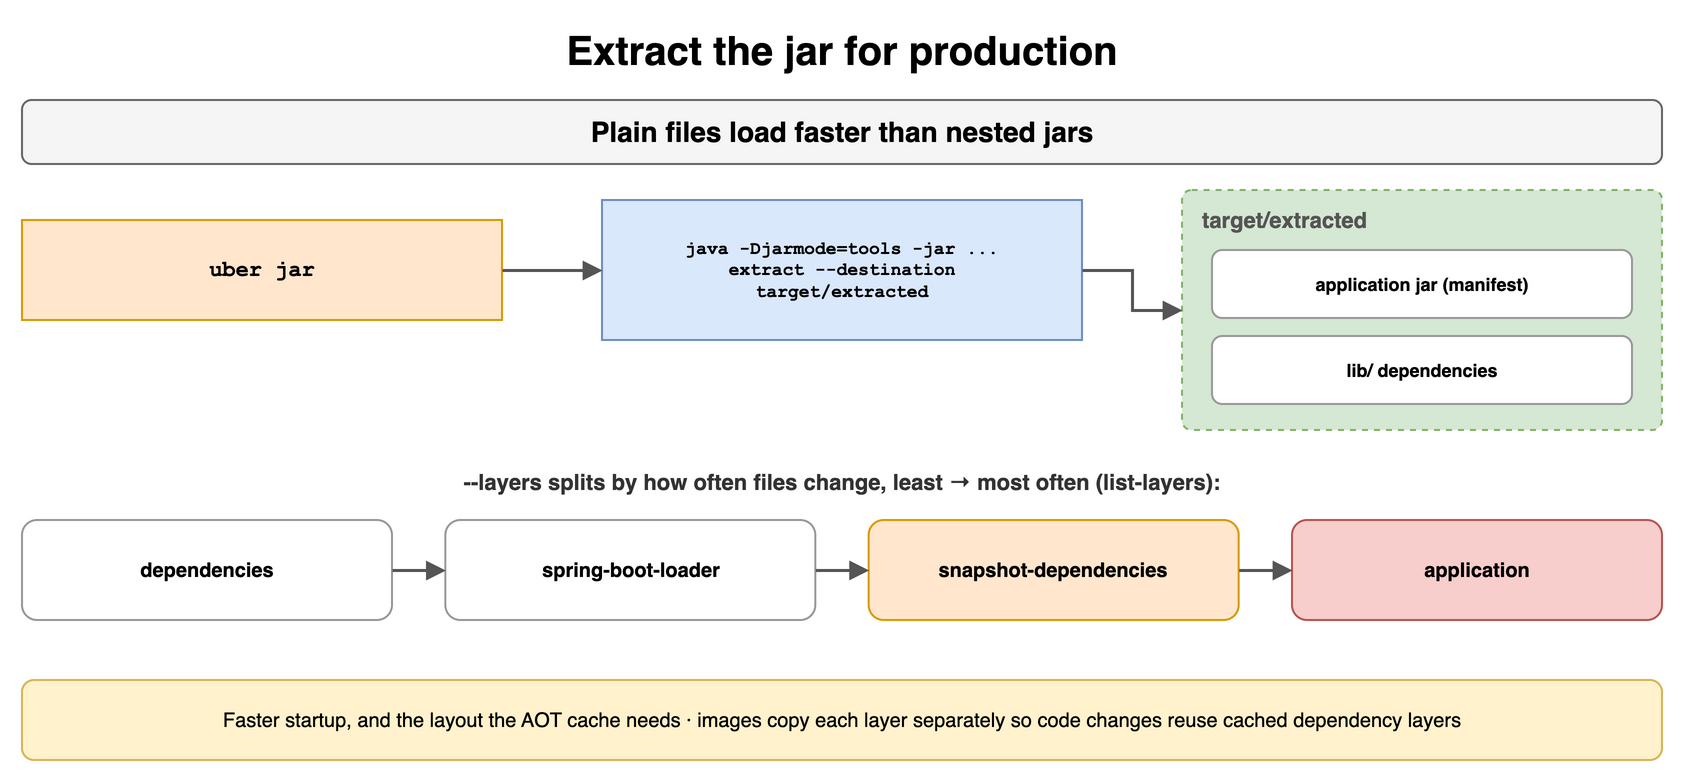 Extract the jar for production
Plain files load faster than nested jars
uber jar
java -Djarmode=tools -jar ...
extract --destination
target/extracted
target/extracted
application jar (manifest)
lib/ dependencies
--layers splits by how often files change, least → most often (list-layers):
dependencies
spring-boot-loader
snapshot-dependencies
application
Faster startup, and the layout the AOT cache needs · images copy each layer separately so code changes reuse cached dependency layers